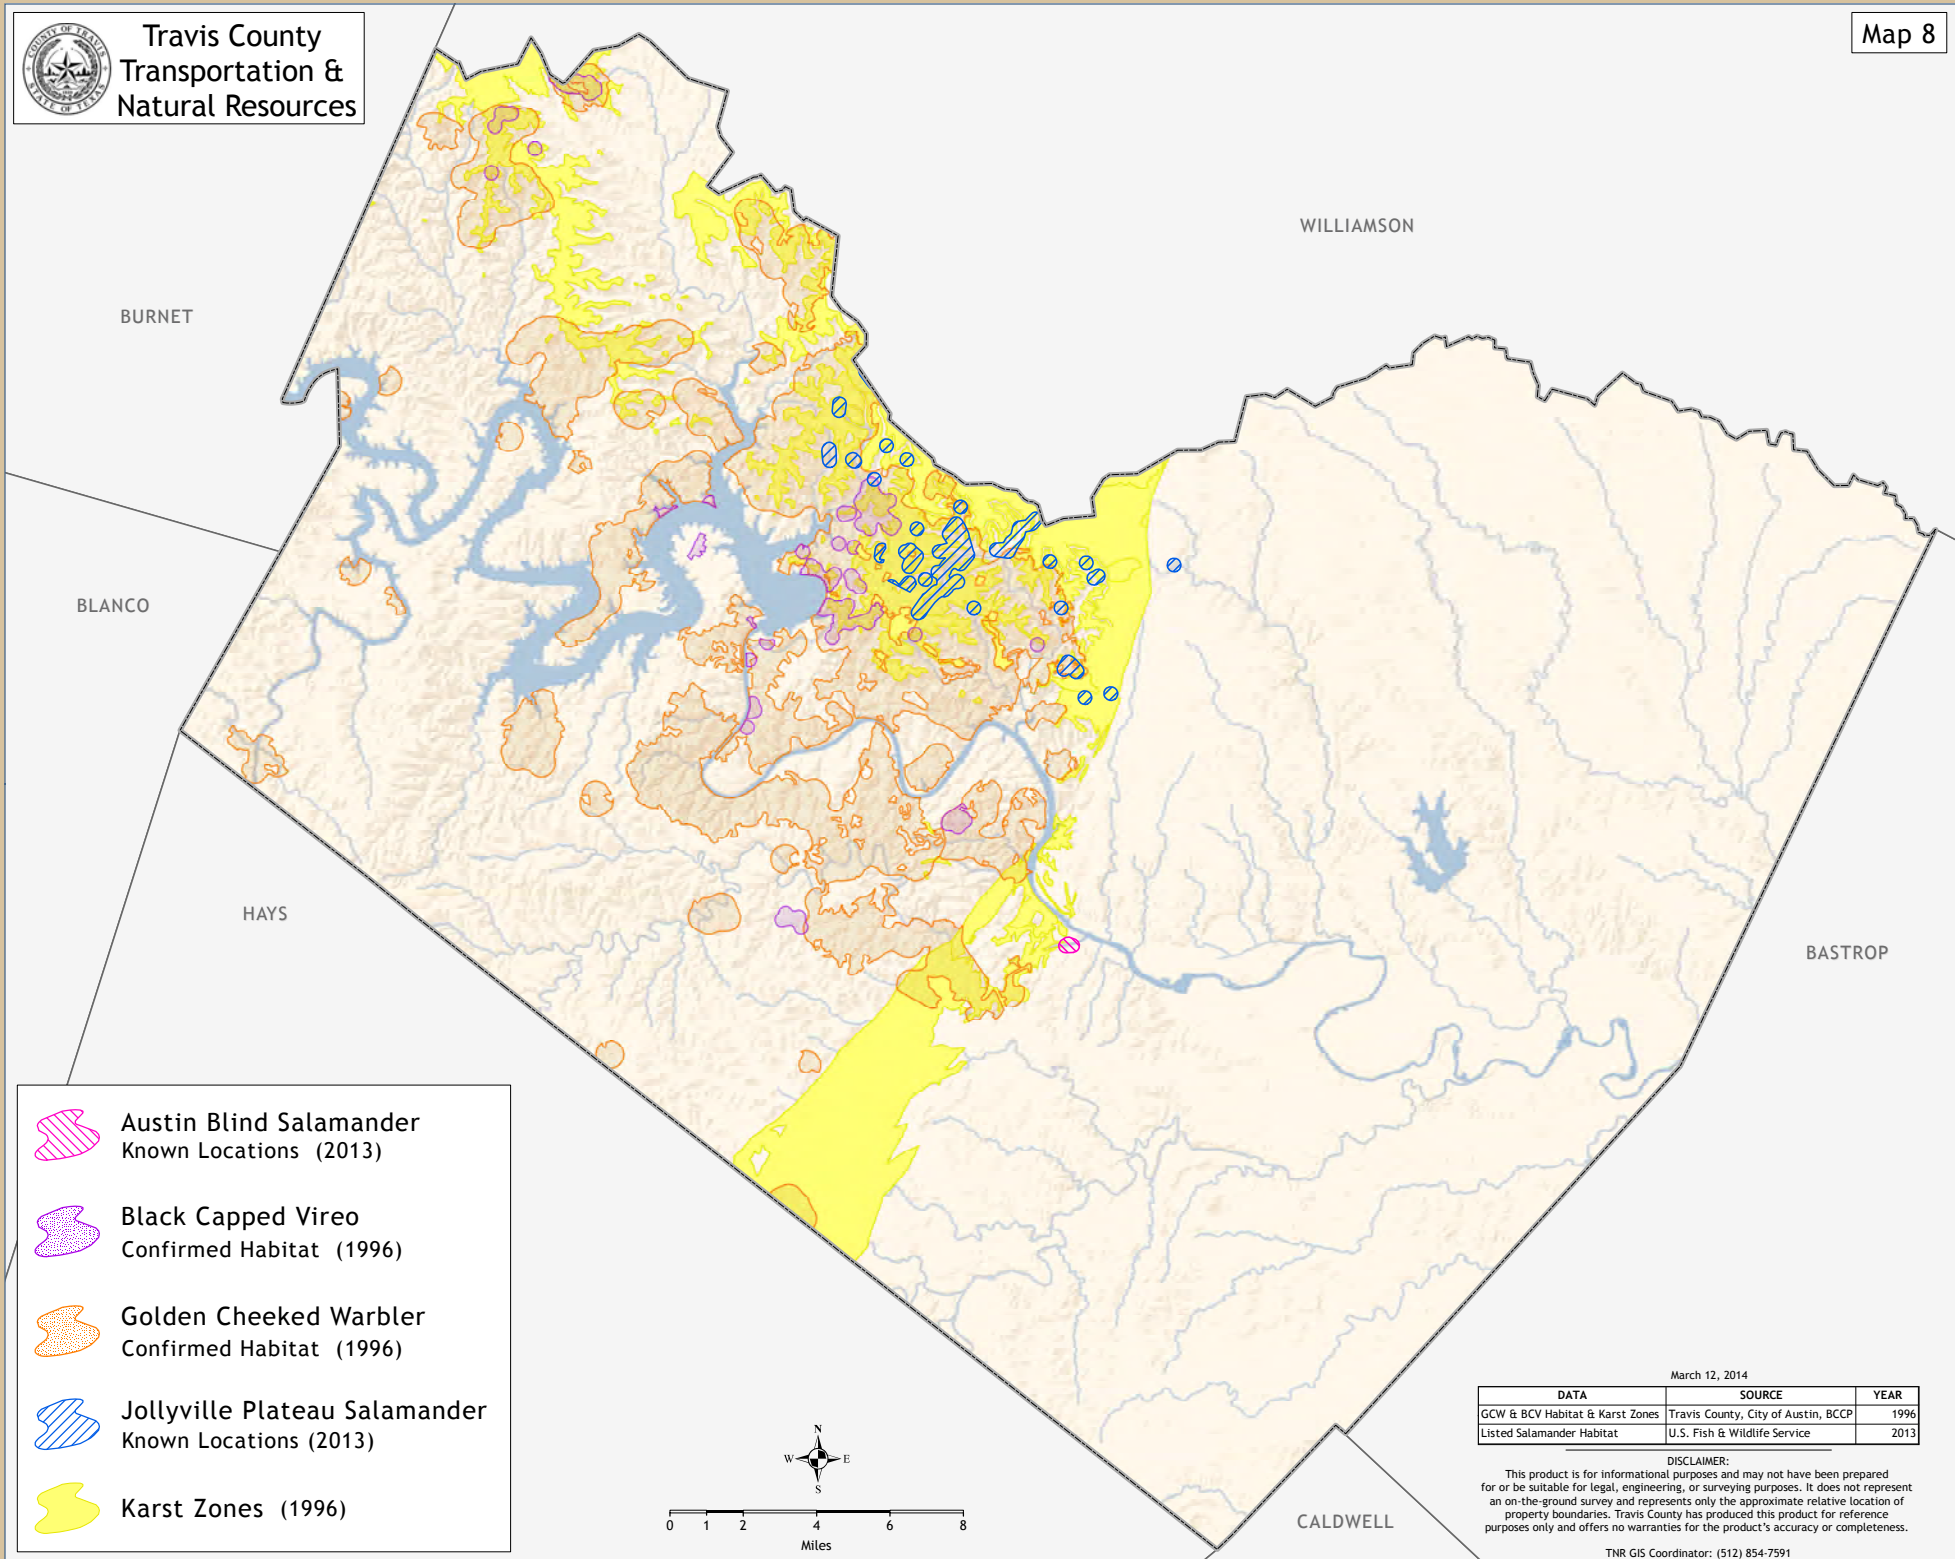 COUNTY OF TRAVIS
STATE OF TEXAS
Travis County
Transportation &
Natural Resources
Map 8
WILLIAMSON
BURNET
BLANCO
HAYS
BASTROP
CALDWELL
Austin Blind Salamander
Known Locations (2013)
Black Capped Vireo
Confirmed Habitat (1996)
Golden Cheeked Warbler
Confirmed Habitat (1996)
Jollyville Plateau Salamander
Known Locations (2013)
Karst Zones (1996)
N
W E
S
0 1 2 4 6 8
Miles
March 12, 2014
DATA SOURCE YEAR
GCW & BCV Habitat & Karst Zones Travis County, City of Austin, BCCP 1996
Listed Salamander Habitat U.S. Fish & Wildlife Service 2013
DISCLAIMER:
This product is for informational purposes and may not have been prepared
for or be suitable for legal, engineering, or surveying purposes. It does not represent
an on-the-ground survey and represents only the approximate relative location of
property boundaries. Travis County has produced this product for reference
purposes only and offers no warranties for the product's accuracy or completeness.
TNR GIS Coordinator: (512) 854-7591